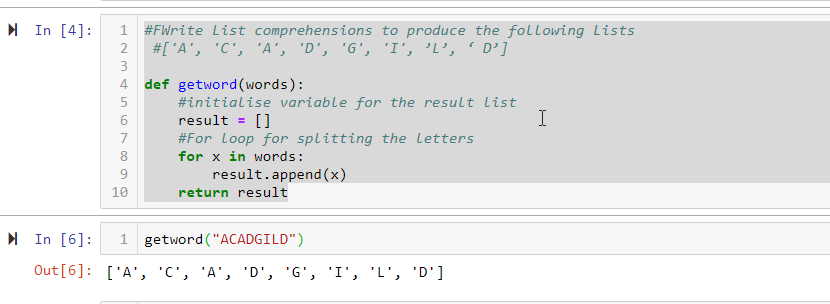 In [4]:
1 #FWrite List comprehensions to produce the following Lists
2 #['A', 'C', 'A', 'D', 'G', 'I', ’L’, ‘ D’]
3
4 def getword(words):
5 #initialise variable for the result list
6 result = []
7 #For loop for splitting the letters
8 for x in words:
9 result.append(x)
10 return result
In [6]: 1 getword("ACADGILD")
Out[6]: ['A', 'C', 'A', 'D', 'G', 'I', 'L', 'D']